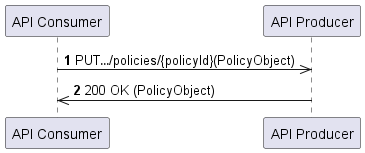 API Consumer API Producer
1 PUT.../policies/{policyId}(PolicyObject)
2 200 OK (PolicyObject)
API Consumer API Producer